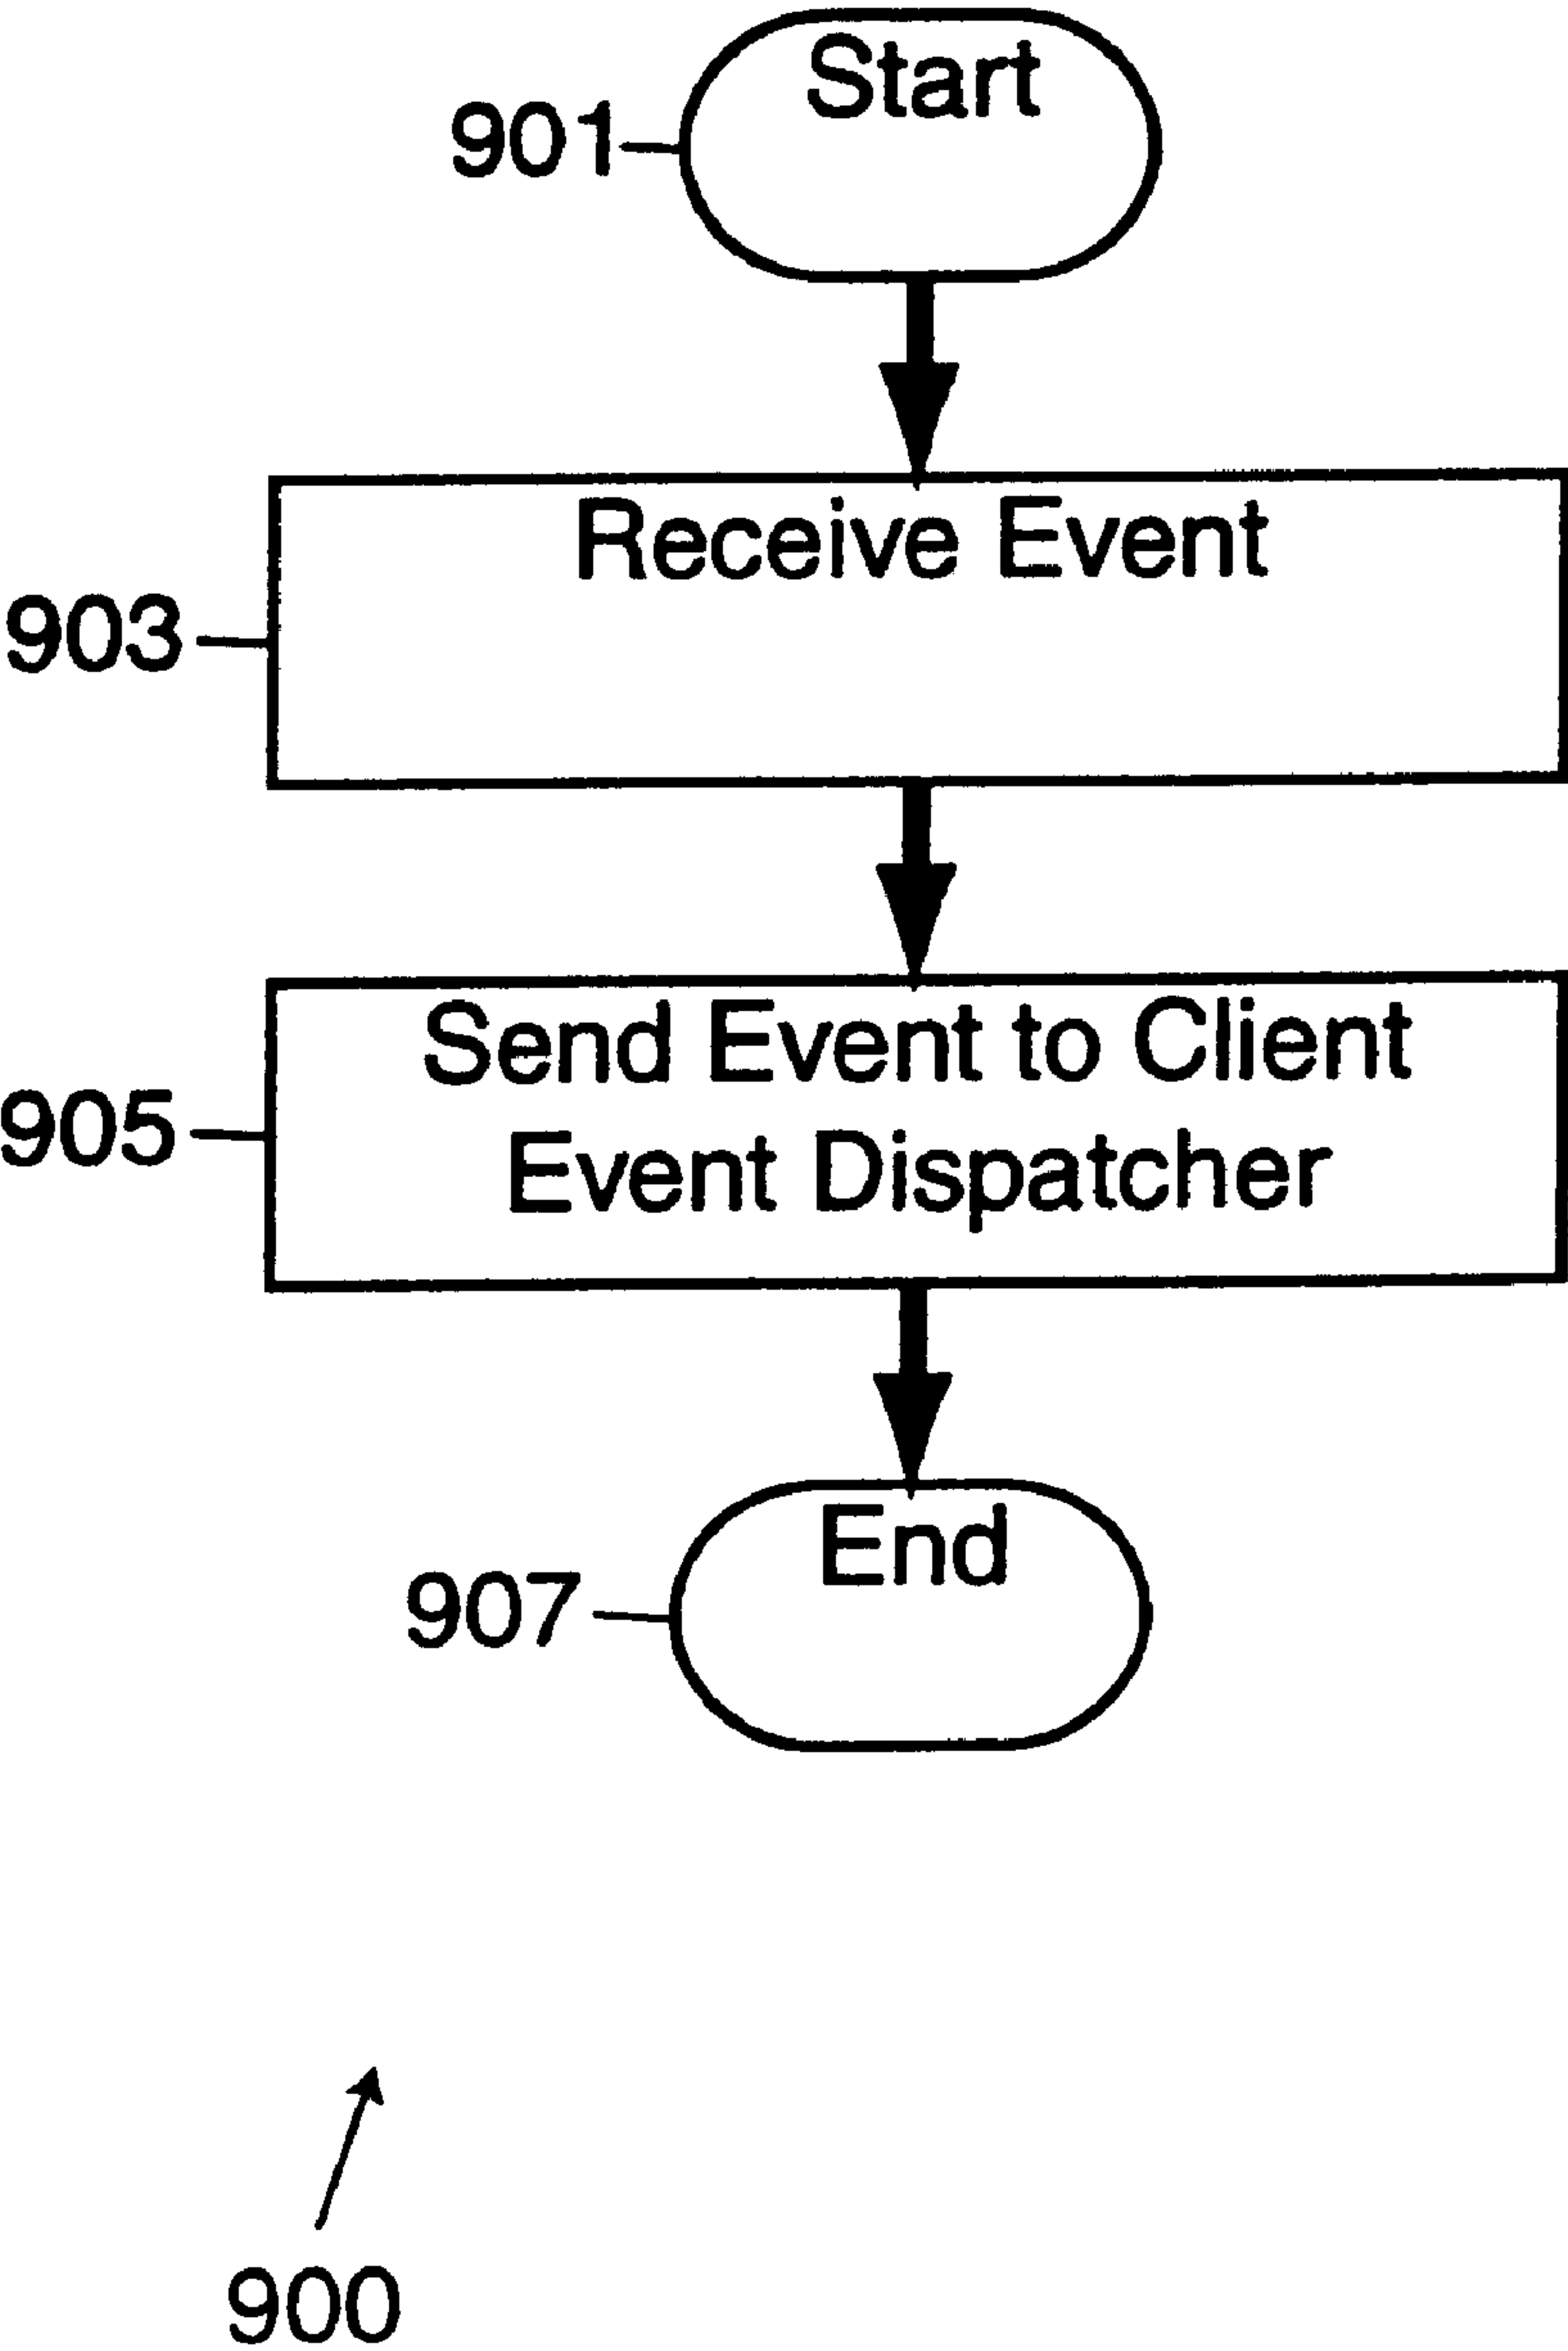 Start
901
Receive Event
903
Send Event to Client
905
Event Dispatcher
End
907
900